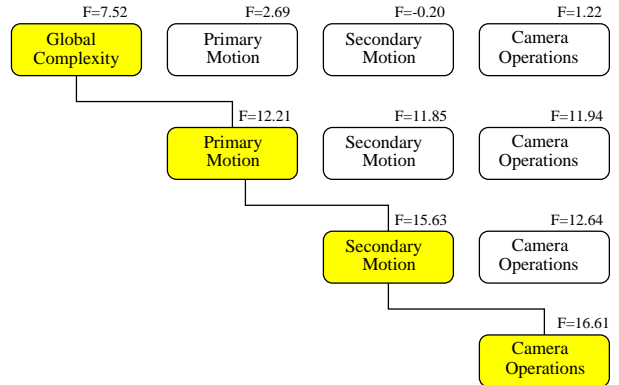 F=7.52
F=2.69
F=-0.20
F=1.22
Global
Complexity
Primary
Motion
Secondary
Motion
Camera
Operations
F=12.21
F=11.85
F=11.94
Primary
Motion
Secondary
Motion
Camera
Operations
F=15.63
F=12.64
Secondary
Motion
Camera
Operations
F=16.61
Camera
Operations